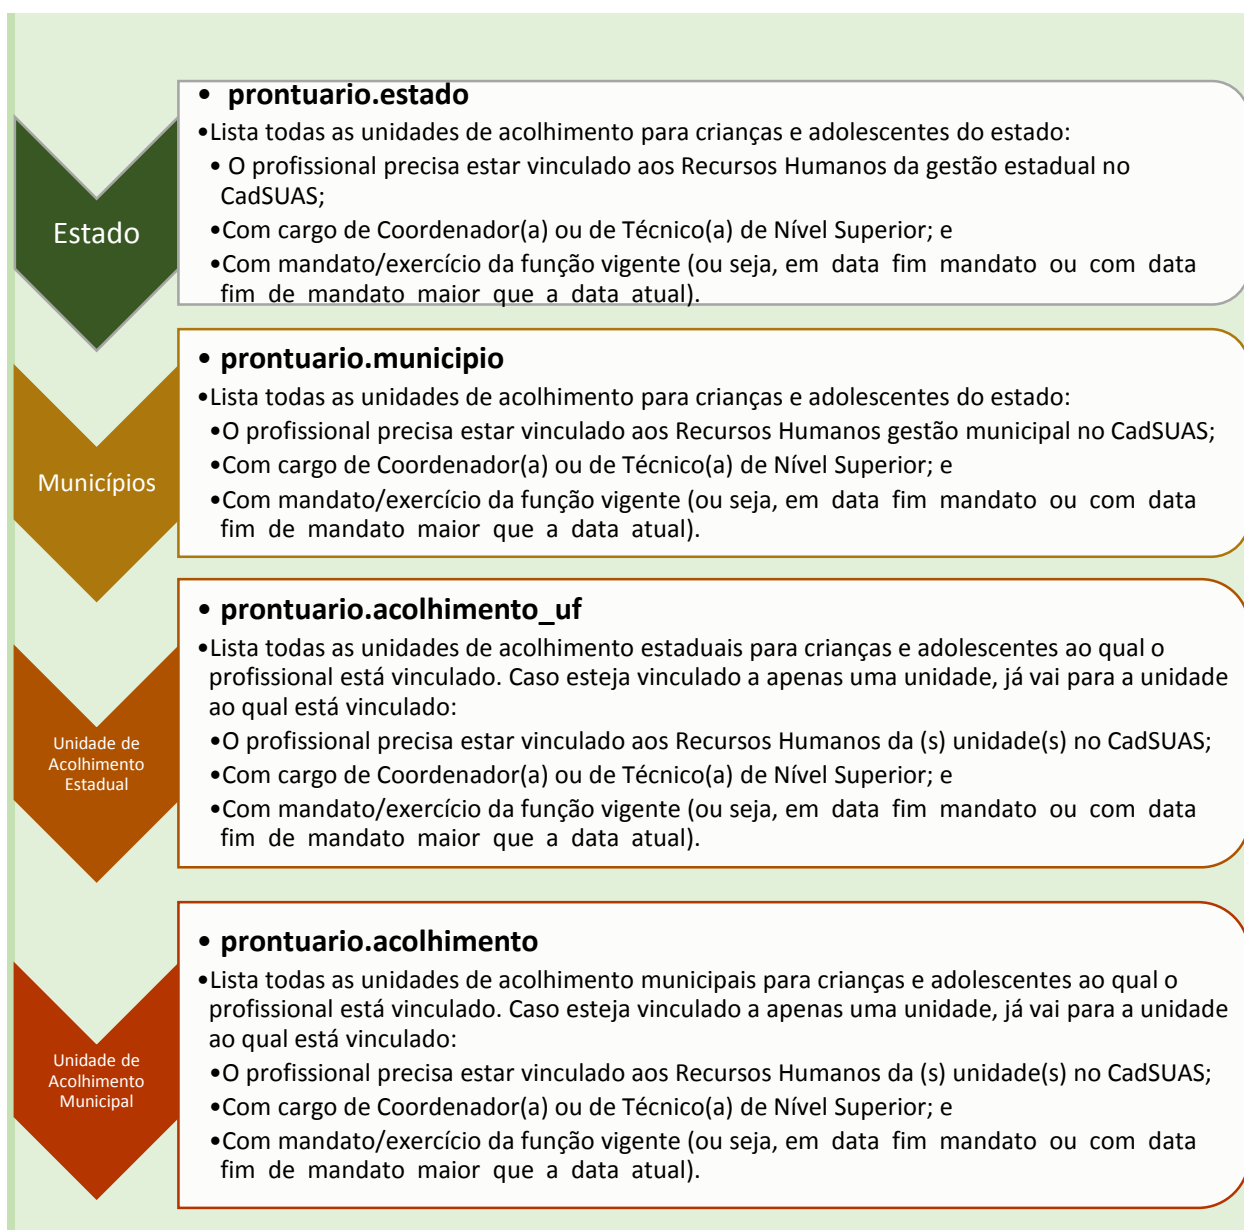 Estado
• prontuario.estado
•Lista todas as unidades de acolhimento para crianças e adolescentes do estado:
• O profissional precisa estar vinculado aos Recursos Humanos da gestão estadual no
CadSUAS;
•Com cargo de Coordenador(a) ou de Técnico(a) de Nível Superior; e
•Com mandato/exercício da função vigente (ou seja, em data fim mandato ou com data
fim de mandato maior que a data atual).
Municípios
• prontuario.municipio
•Lista todas as unidades de acolhimento para crianças e adolescentes do estado:
•O profissional precisa estar vinculado aos Recursos Humanos gestão municipal no CadSUAS;
•Com cargo de Coordenador(a) ou de Técnico(a) de Nível Superior; e
•Com mandato/exercício da função vigente (ou seja, em data fim mandato ou com data
fim de mandato maior que a data atual).
Unidade de
Acolhimento
Estadual
• prontuario.acolhimento_uf
•Lista todas as unidades de acolhimento estaduais para crianças e adolescentes ao qual o
profissional está vinculado. Caso esteja vinculado a apenas uma unidade, já vai para a unidade
ao qual está vinculado:
•O profissional precisa estar vinculado aos Recursos Humanos da (s) unidade(s) no CadSUAS;
•Com cargo de Coordenador(a) ou de Técnico(a) de Nível Superior; e
•Com mandato/exercício da função vigente (ou seja, em data fim mandato ou com data
fim de mandato maior que a data atual).
Unidade de
Acolhimento
Municipal
• prontuario.acolhimento
•Lista todas as unidades de acolhimento municipais para crianças e adolescentes ao qual o
profissional está vinculado. Caso esteja vinculado a apenas uma unidade, já vai para a unidade
ao qual está vinculado:
•O profissional precisa estar vinculado aos Recursos Humanos da (s) unidade(s) no CadSUAS;
•Com cargo de Coordenador(a) ou de Técnico(a) de Nível Superior; e
•Com mandato/exercício da função vigente (ou seja, em data fim mandato ou com data
fim de mandato maior que a data atual).